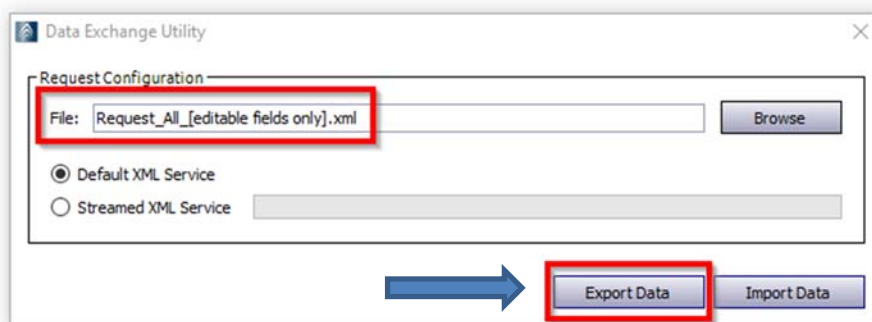 Data Exchange Utility
Request Configuration
File: Request_All_[editable fields only].xml Browse
Default XML Service
Streamed XML Service
Export Data Import Data